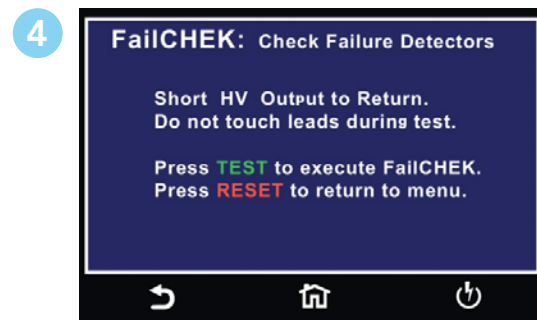 4
FailCHEK: Check Failure Detectors
Short HV Output to Return.
Do not touch leads during test.
Press TEST to execute FailCHEK.
Press RESET to return to menu.